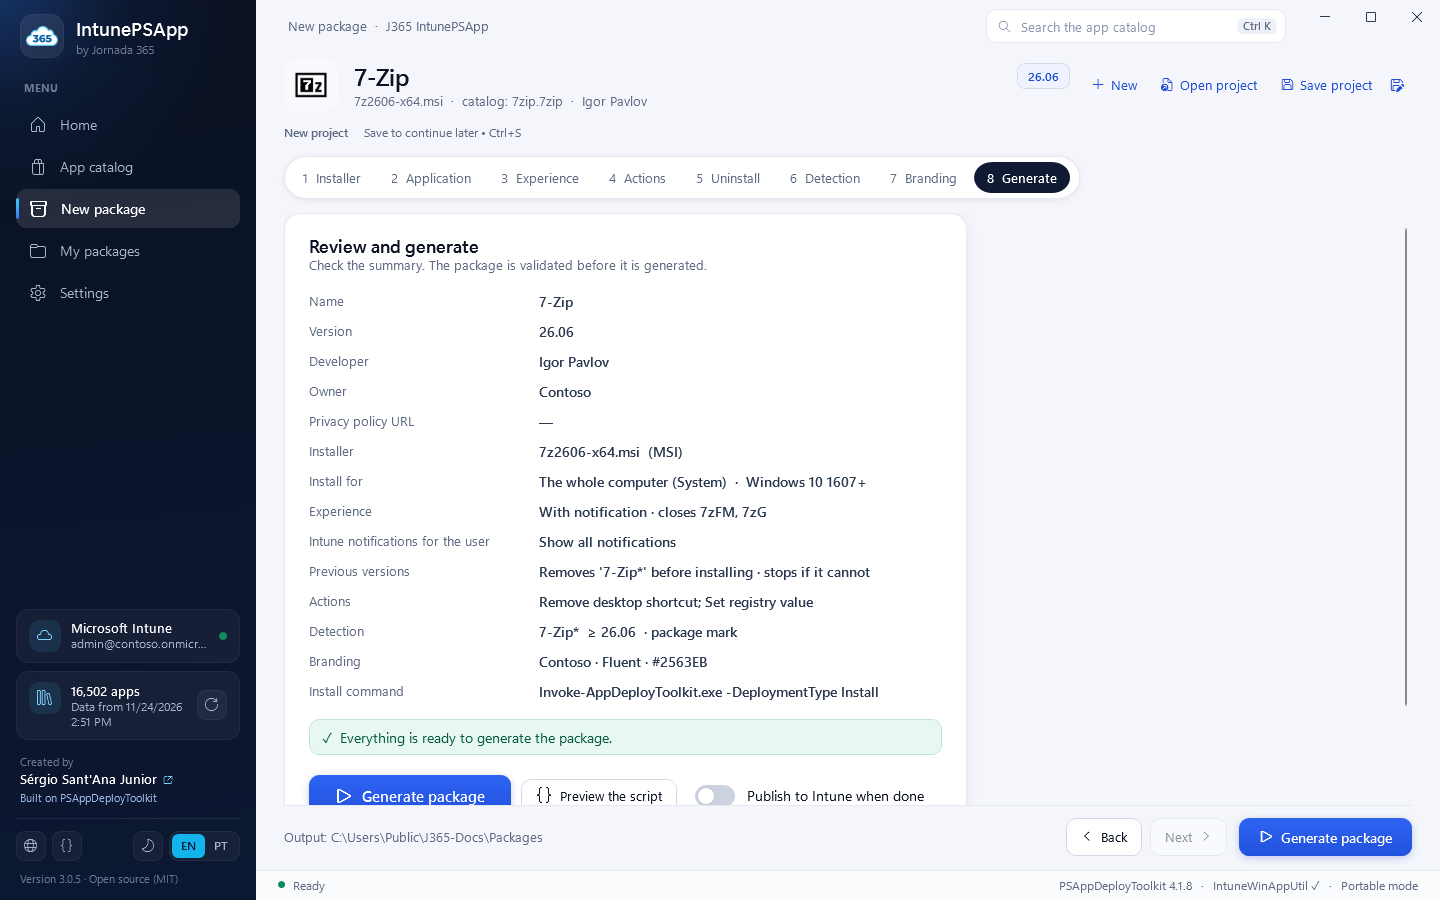 365
IntunePSApp
by Jornada 365
MENU
Home
App catalog
New package
My packages
Settings
Microsoft Intune
admin@contoso.onmicr...
16,502 apps
Data from 11/24/2026
2:51 PM
Created by
Sérgio Sant'Ana Junior
Built on PSAppDeployToolkit
{} EN PT
Version 3.0.5 · Open source (MIT)
New package · J365 IntunePSApp
Search the app catalog Ctrl K
7z
7-Zip
7z2606-x64.msi · catalog: 7zip.7zip · Igor Pavlov
26.06
New
Open project
Save project
New project Save to continue later • Ctrl+S
1 Installer
2 Application
3 Experience
4 Actions
5 Uninstall
6 Detection
7 Branding
8 Generate
Review and generate
Check the summary. The package is validated before it is generated.
Name 7-Zip
Version 26.06
Developer Igor Pavlov
Owner Contoso
Privacy policy URL —
Installer 7z2606-x64.msi (MSI)
Install for The whole computer (System) · Windows 10 1607+
Experience With notification · closes 7zFM, 7zG
Intune notifications for the user Show all notifications
Previous versions Removes '7-Zip*' before installing · stops if it cannot
Actions Remove desktop shortcut; Set registry value
Detection 7-Zip* ≥ 26.06 · package mark
Branding Contoso · Fluent · #2563EB
Install command Invoke-AppDeployToolkit.exe -DeploymentType Install
✓ Everything is ready to generate the package.
Generate package
{} Preview the script
Publish to Intune when done
Output: C:\Users\Public\J365-Docs\Packages
Back
Next
Generate package
Ready
PSAppDeployToolkit 4.1.8 · IntuneWinAppUtil ✓ · Portable mode